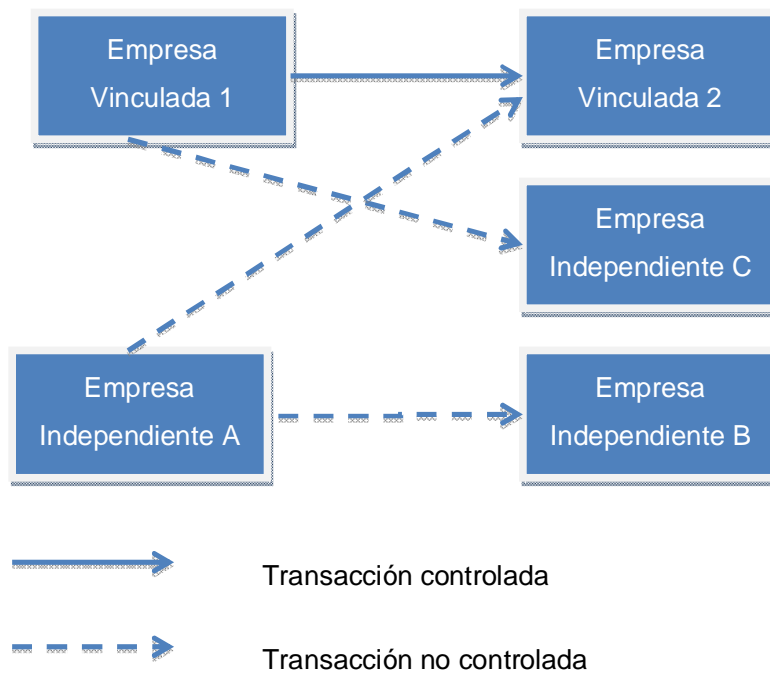 Empresa
Vinculada 1
Empresa
Vinculada 2
Empresa
Independiente C
Empresa
Independiente A
Empresa
Independiente B
Transacción controlada
Transacción no controlada